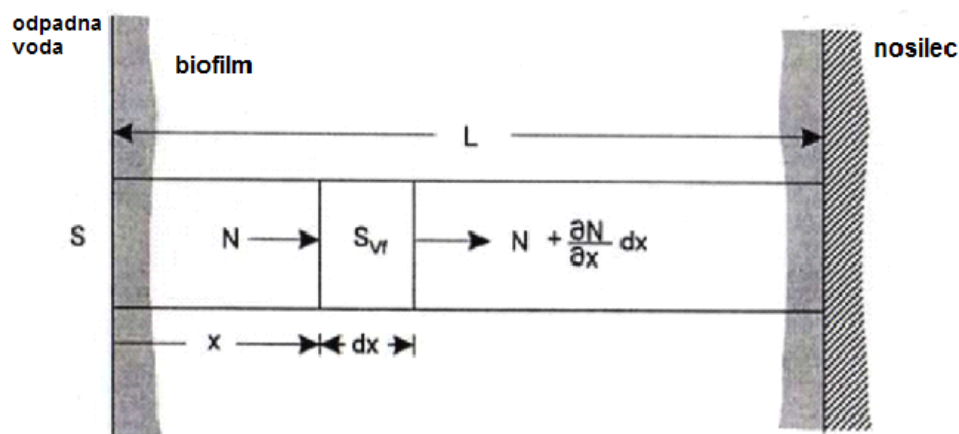 odpadna
voda
biofilm
nosilec
L
S
N
S_Vf
N + ∂N/∂x dx
x
dx